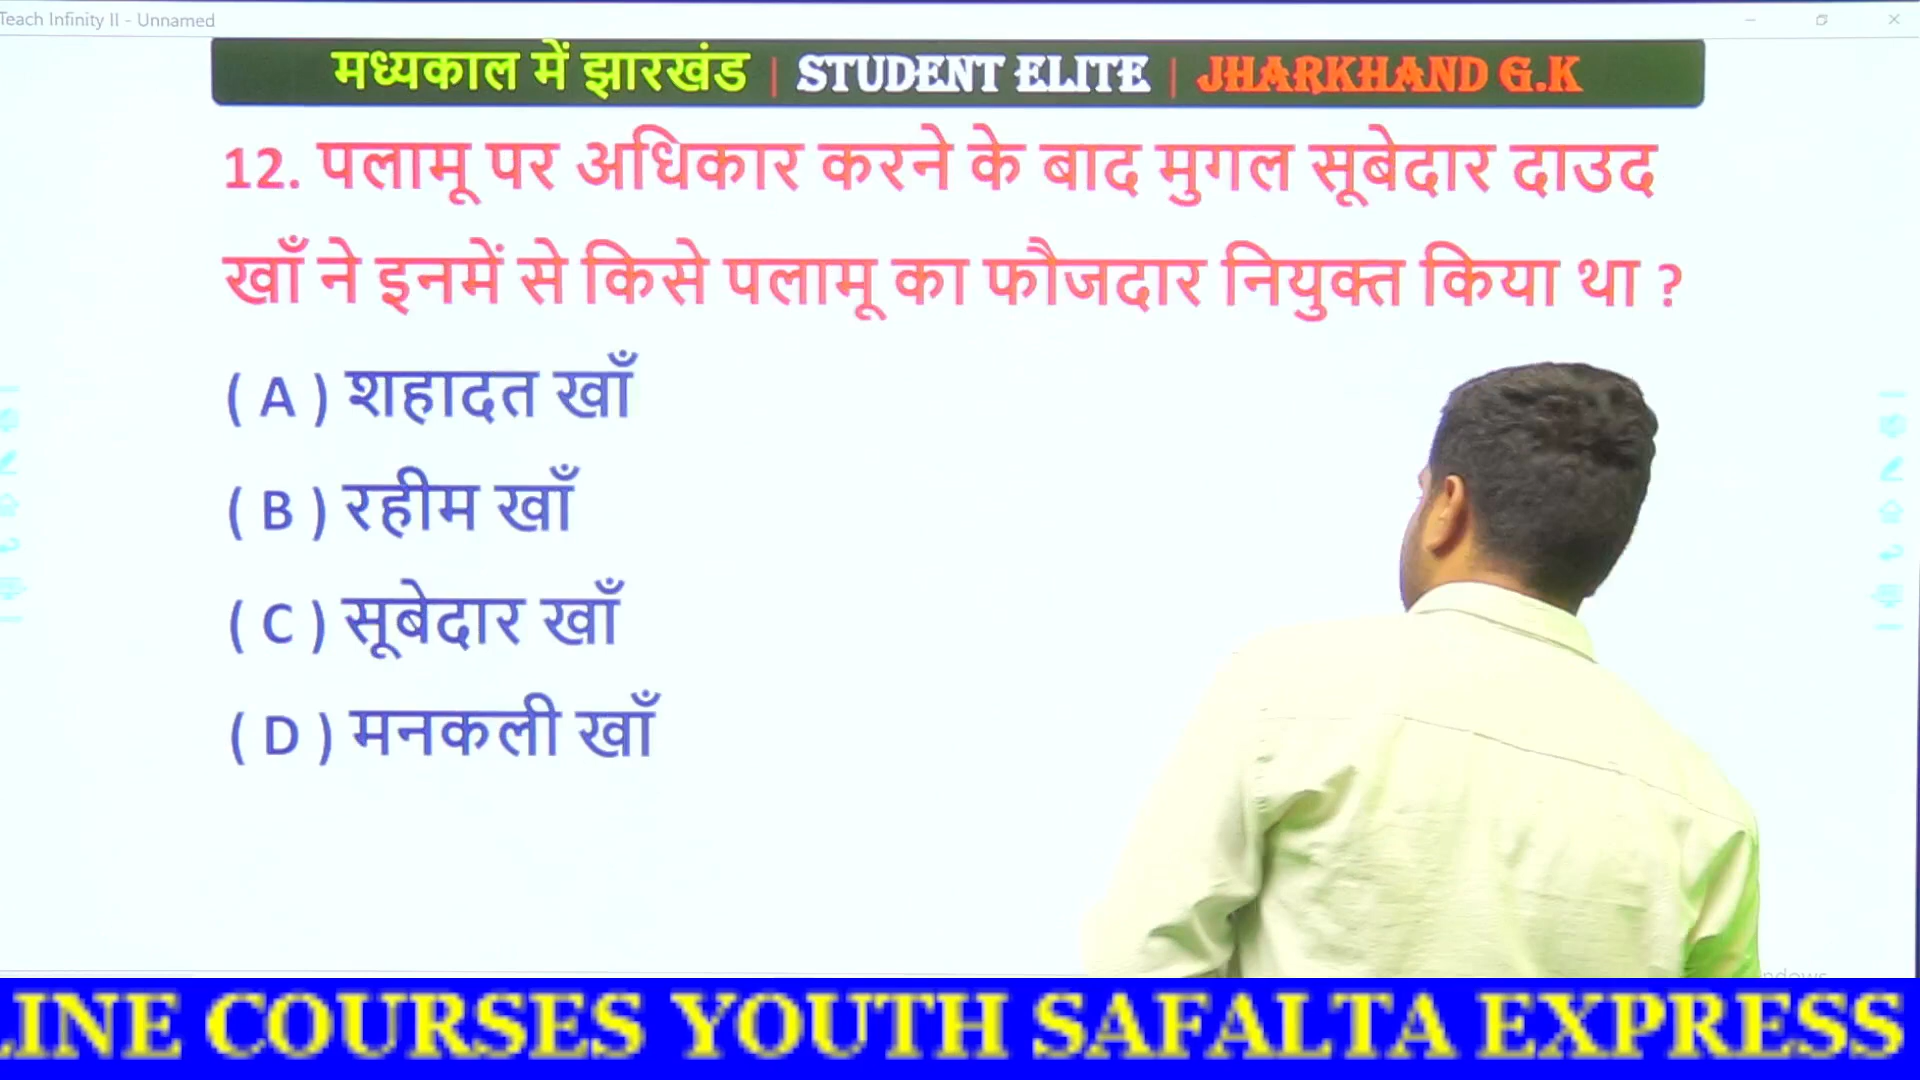 Teach Infinity II - Unnamed
मध्यकाल में झारखंड | STUDENT ELITE | JHARKHAND G.K
12. पलामू पर अधिकार करने के बाद मुगल सूबेदार दाउद
खाँ ने इनमें से किसे पलामू का फौजदार नियुक्त किया था ?
( A ) शहादत खाँ
( B ) रहीम खाँ
( C ) सूबेदार खाँ
( D ) मनकली खाँ
LINE COURSES YOUTH SAFALTA EXPRESS